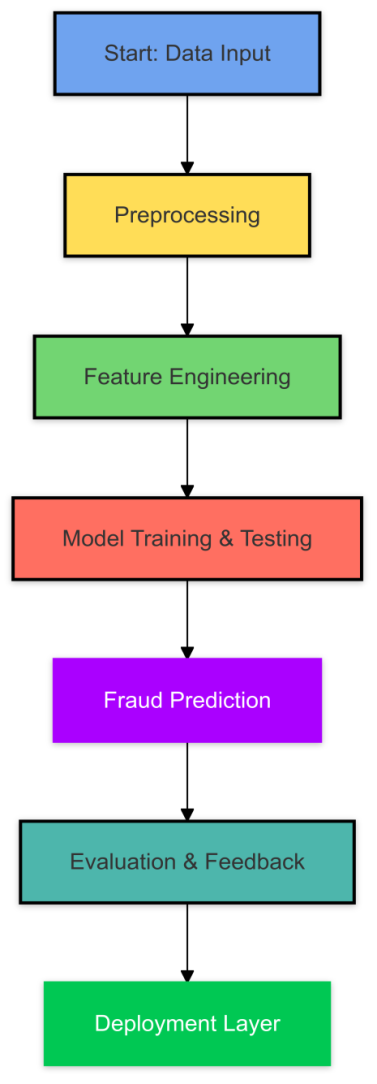 Start: Data Input
Preprocessing
Feature Engineering
Model Training & Testing
Fraud Prediction
Evaluation & Feedback
Deployment Layer